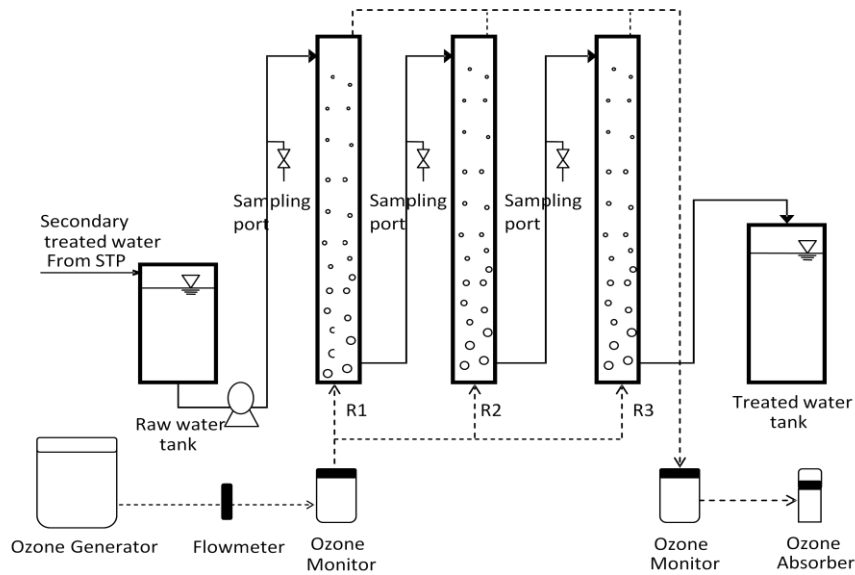 Sampling
port
Sampling
port
Sampling
port
Secondary
treated water
From STP
Raw water
tank
R1
R2
R3
Treated water
tank
Ozone Generator
Flowmeter
Ozone
Monitor
Ozone
Monitor
Ozone
Absorber